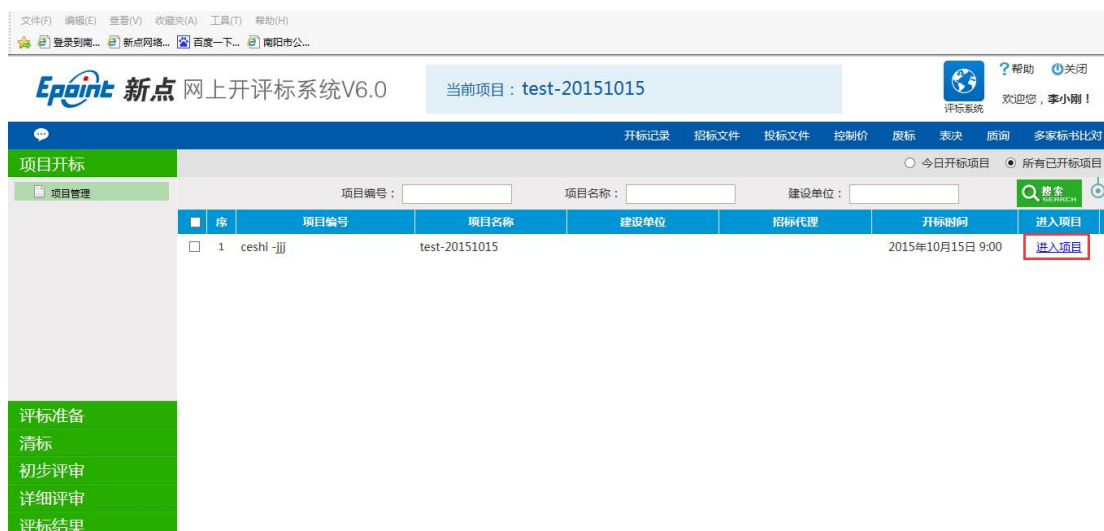 文件(F) 编辑(E) 查看(V) 收藏夹(A) 工具(T) 帮助(H)
登录到南... 新点网络... 百度一下... 南阳市公...
Epoint 新点 网上开评标系统V6.0
当前项目：test-20151015
评标系统
帮助 关闭
欢迎您，李小刚！
开标记录 招标文件 投标文件 控制价 废标 表决 质询 多家标书比对
项目开标
今日开标项目 所有已开标项目
项目管理
项目编号： 项目名称： 建设单位： 搜索 SEARCH
序 项目编号 项目名称 建设单位 招标代理 开标时间 进入项目
1 ceshi -jjj test-20151015 2015年10月15日 9:00 进入项目
评标准备
清标
初步评审
详细评审
评标结果